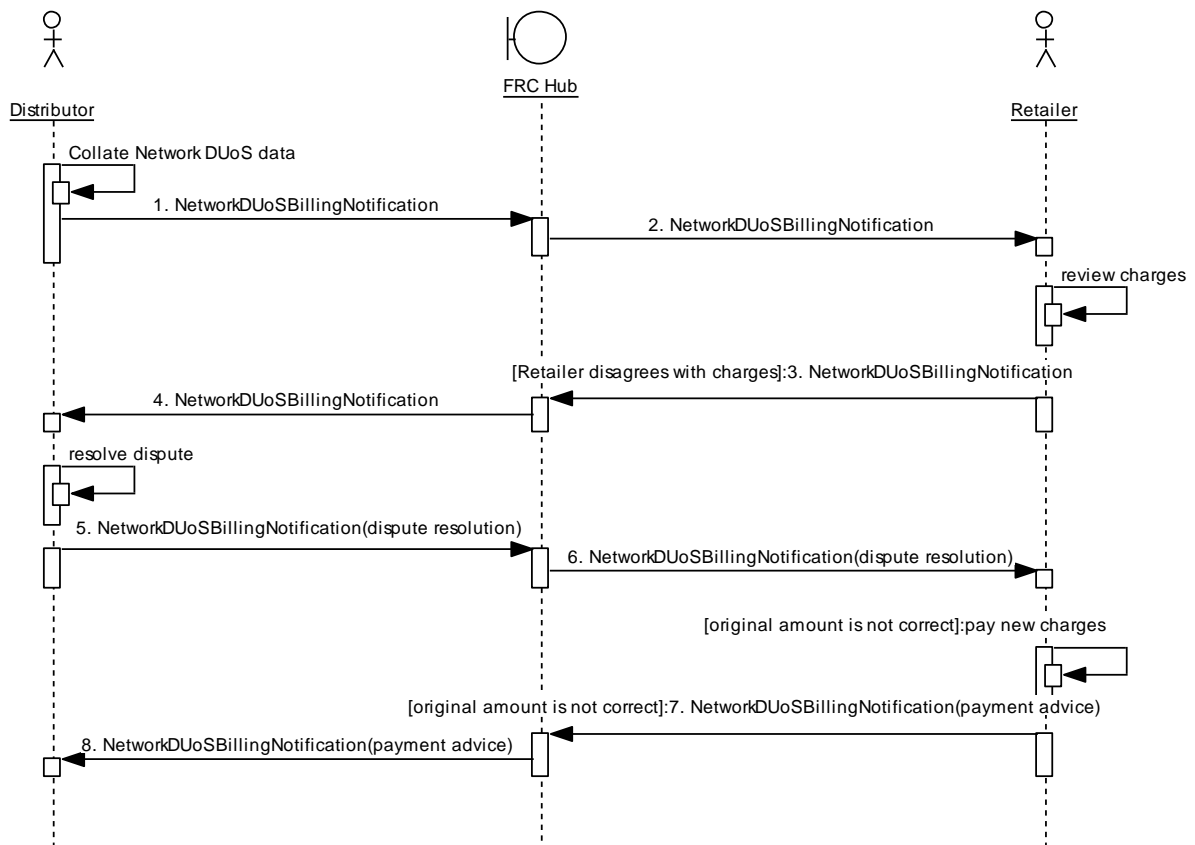 FRC Hub
Distributor
Retailer
Collate Network DUoS data
1. NetworkDUoSBillingNotification
2. NetworkDUoSBillingNotification
review charges
[Retailer disagrees with charges]:3. NetworkDUoSBillingNotification
4. NetworkDUoSBillingNotification
resolve dispute
5. NetworkDUoSBillingNotification(dispute resolution)
6. NetworkDUoSBillingNotification(dispute resolution)
[original amount is not correct]:pay new charges
[original amount is not correct]:7. NetworkDUoSBillingNotification(payment advice)
8. NetworkDUoSBillingNotification(payment advice)